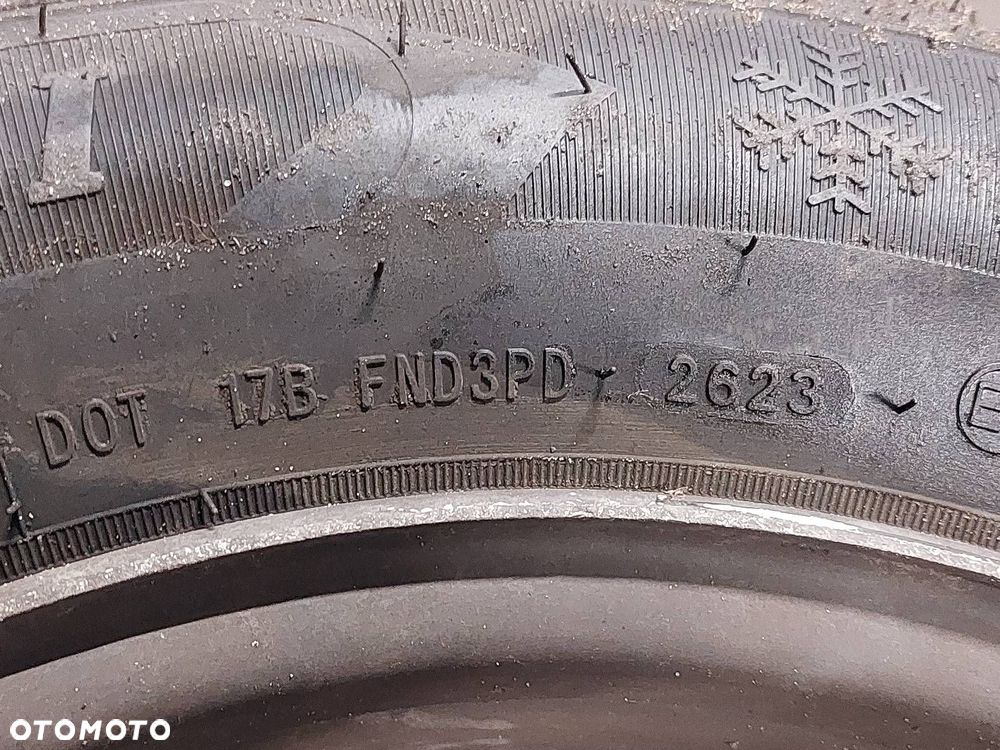 I
DOT 17B FND3PD 2623 E
OTOMOTO